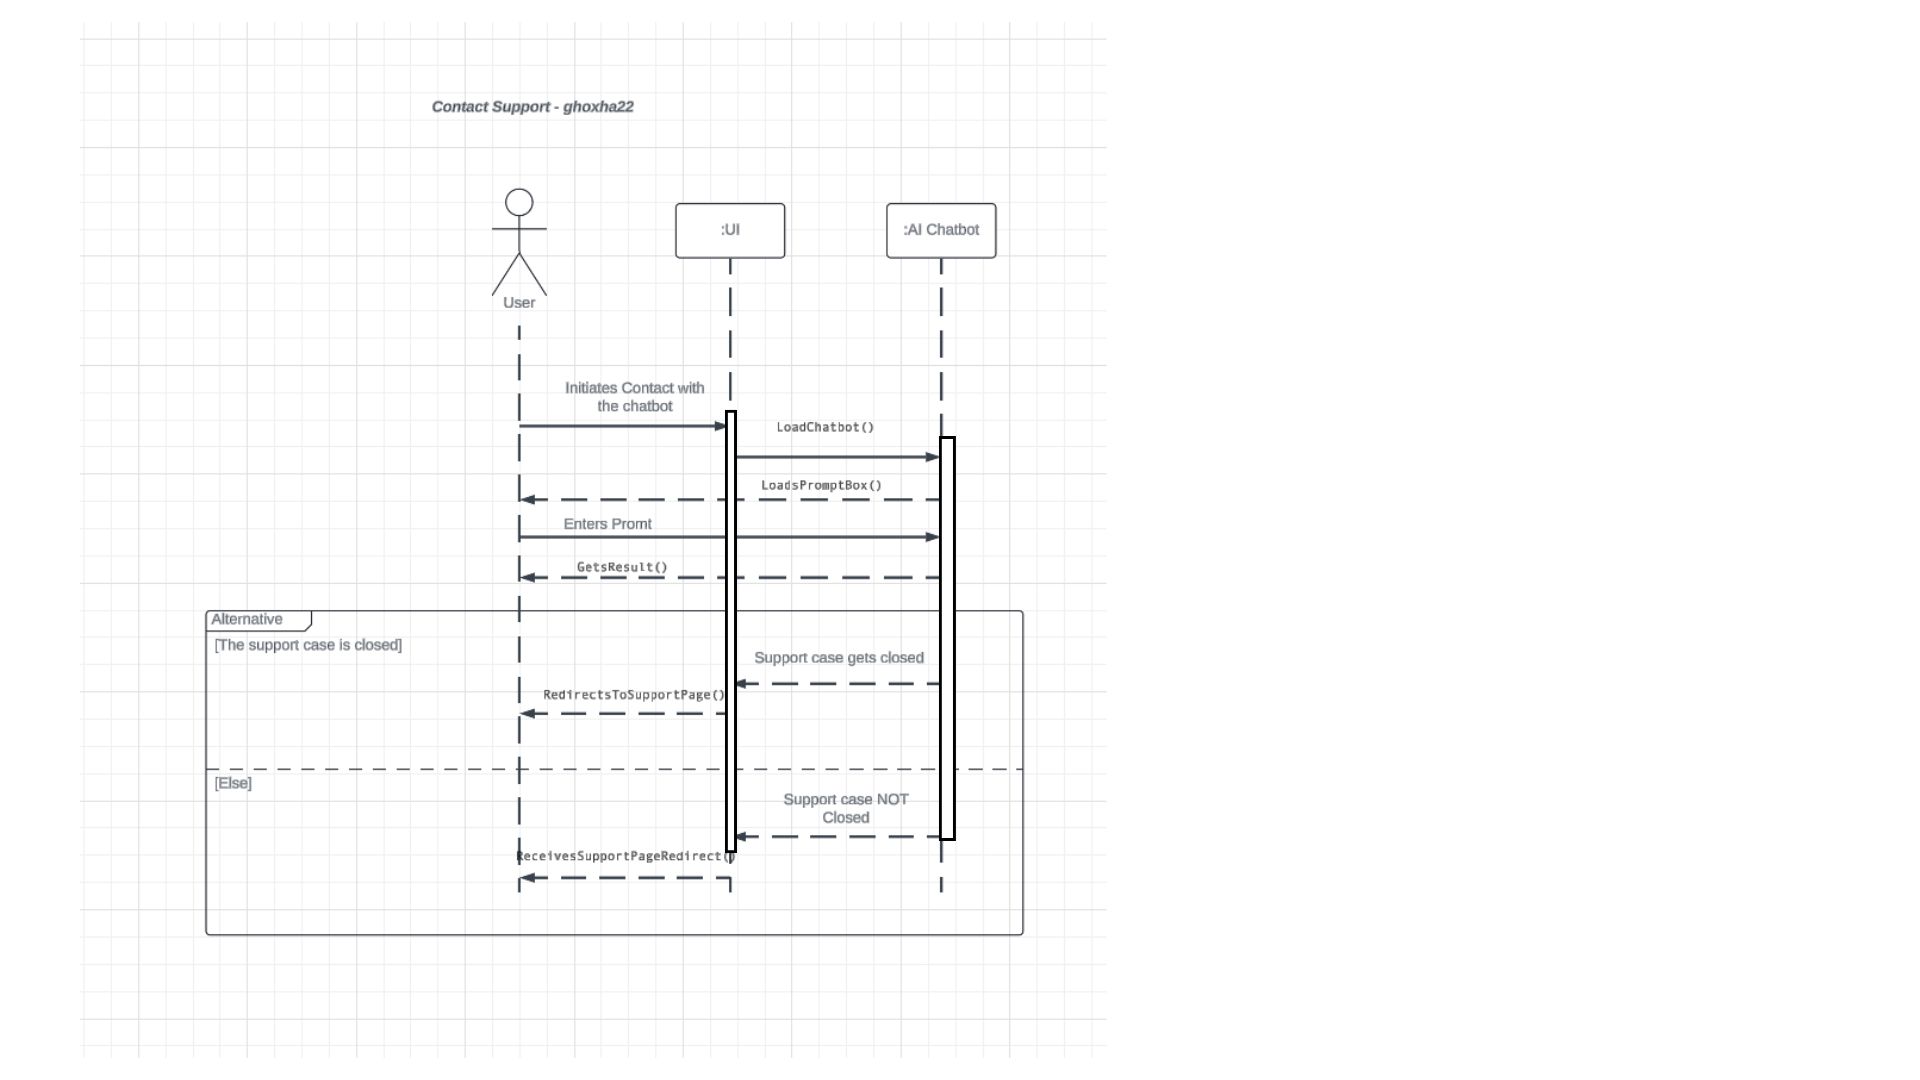 Contact Support - ghoxha22
:UI
:AI Chatbot
User
Initiates Contact with
the chatbot
LoadChatbot()
LoadsPromptBox()
Enters Promt
GetsResult()
Alternative
[The support case is closed]
Support case gets closed
RedirectsToSupportPage()
[Else]
Support case NOT
Closed
ReceivesSupportPageRedirect()